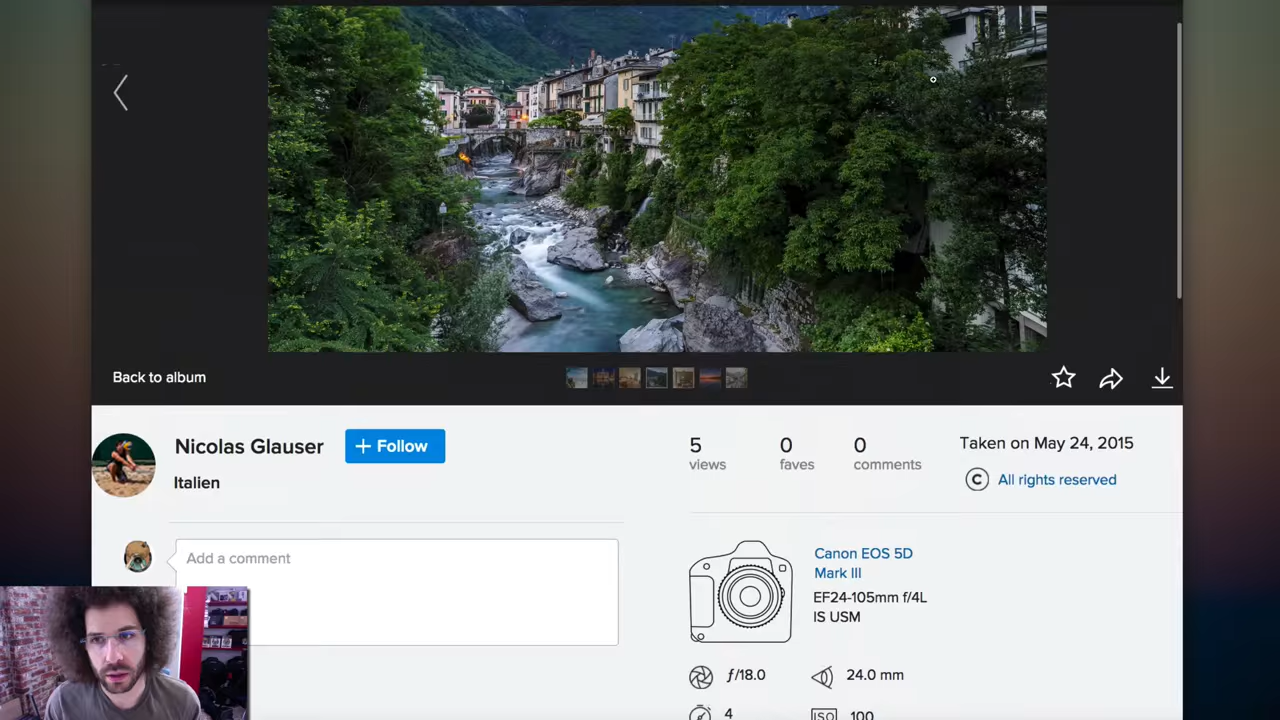 Back to album
Nicolas Glauser
+ Follow
Italien
5
views
0
faves
0
comments
Taken on May 24, 2015
C All rights reserved
Add a comment
Canon EOS 5D
Mark III
EF24-105mm f/4L
IS USM
ƒ/18.0
24.0 mm
4
ISO 100